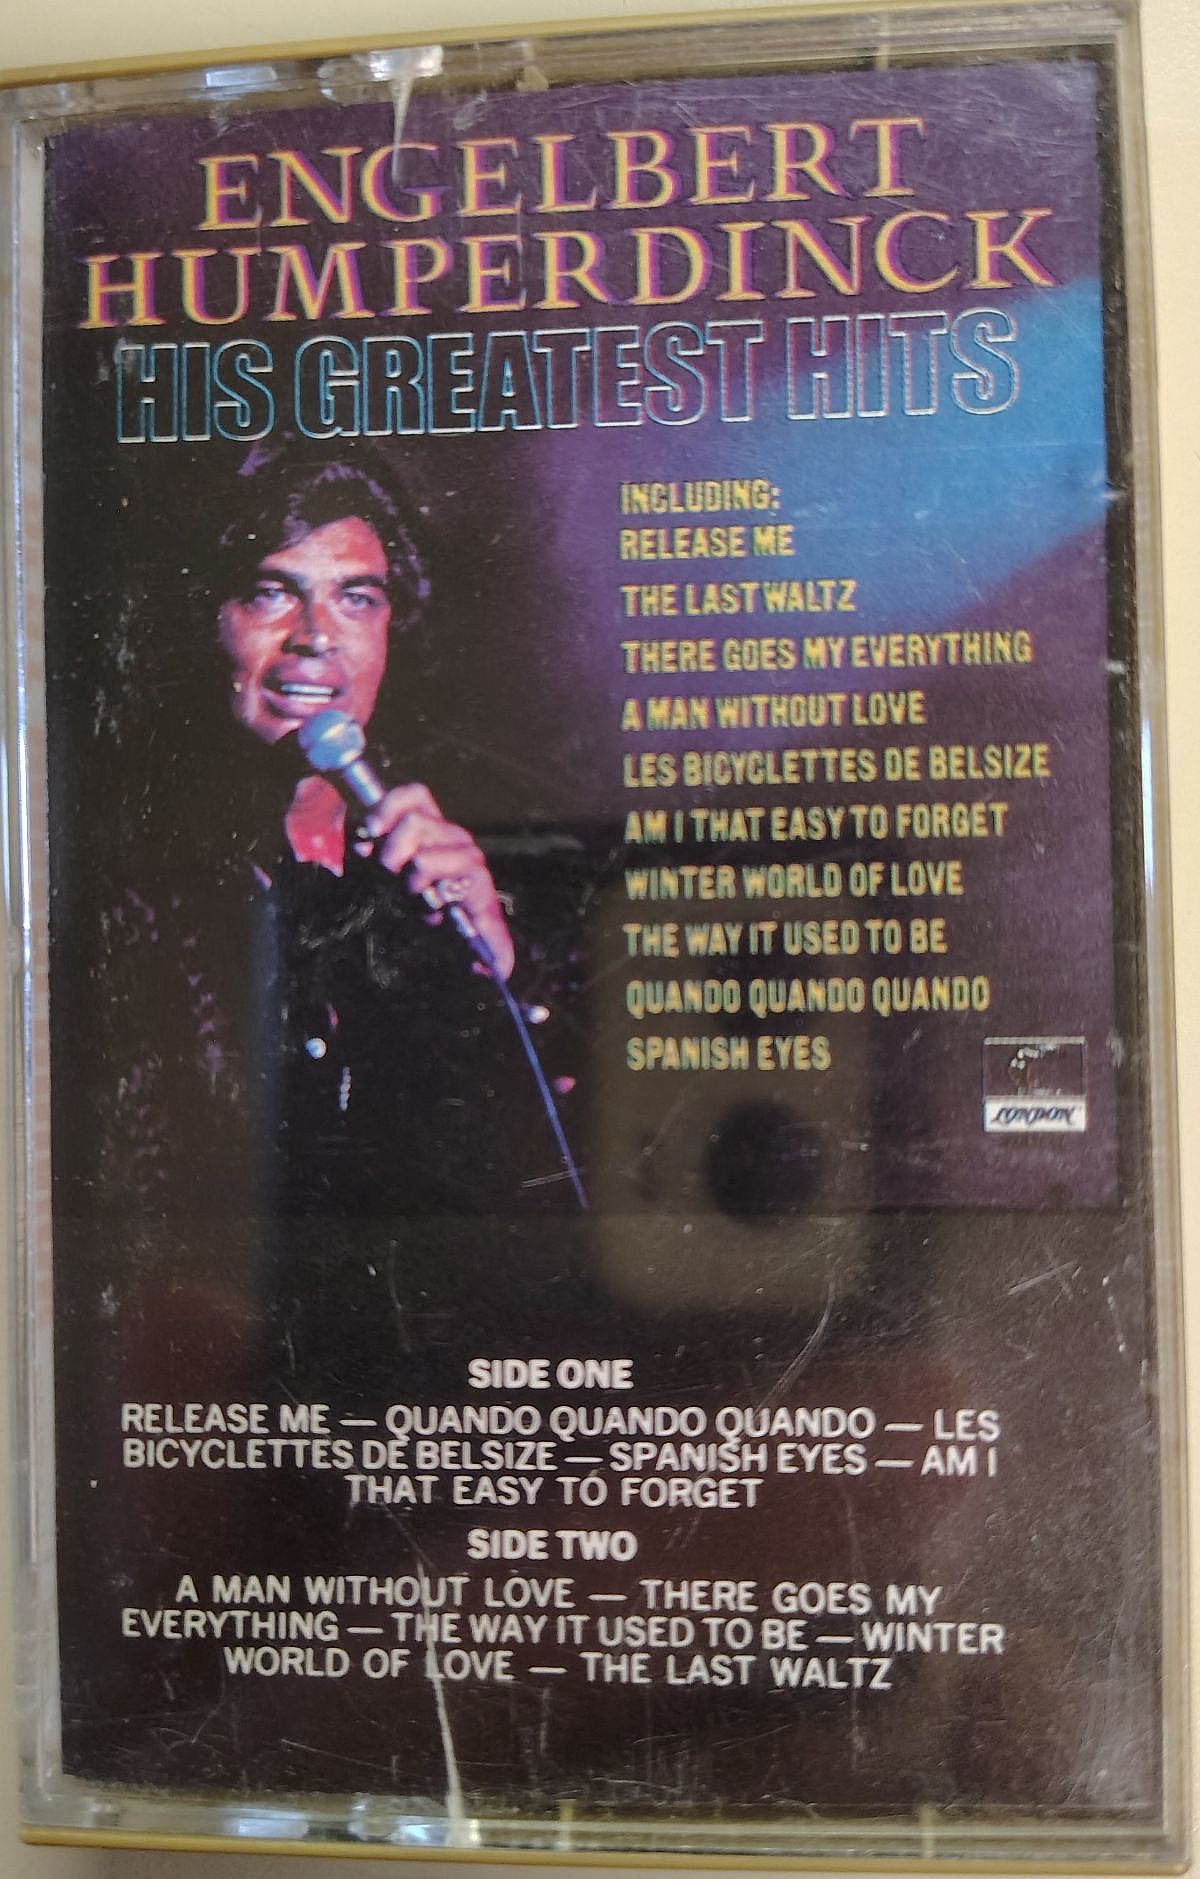 ENGELBERT
HUMPERDINCK
HIS GREATEST HITS
INCLUDING:
RELEASE ME
THE LAST WALTZ
THERE GOES MY EVERYTHING
A MAN WITHOUT LOVE
LES BICYCLETTES DE BELSIZE
AM I THAT EASY TO FORGET
WINTER WORLD OF LOVE
THE WAY IT USED TO BE
QUANDO QUANDO QUANDO
SPANISH EYES
LONDON
SIDE ONE
RELEASE ME — QUANDO QUANDO QUANDO — LES
BICYCLETTES DE BELSIZE — SPANISH EYES — AM I
THAT EASY TO FORGET
SIDE TWO
A MAN WITHOUT LOVE — THERE GOES MY
EVERYTHING — THE WAY IT USED TO BE — WINTER
WORLD OF LOVE — THE LAST WALTZ